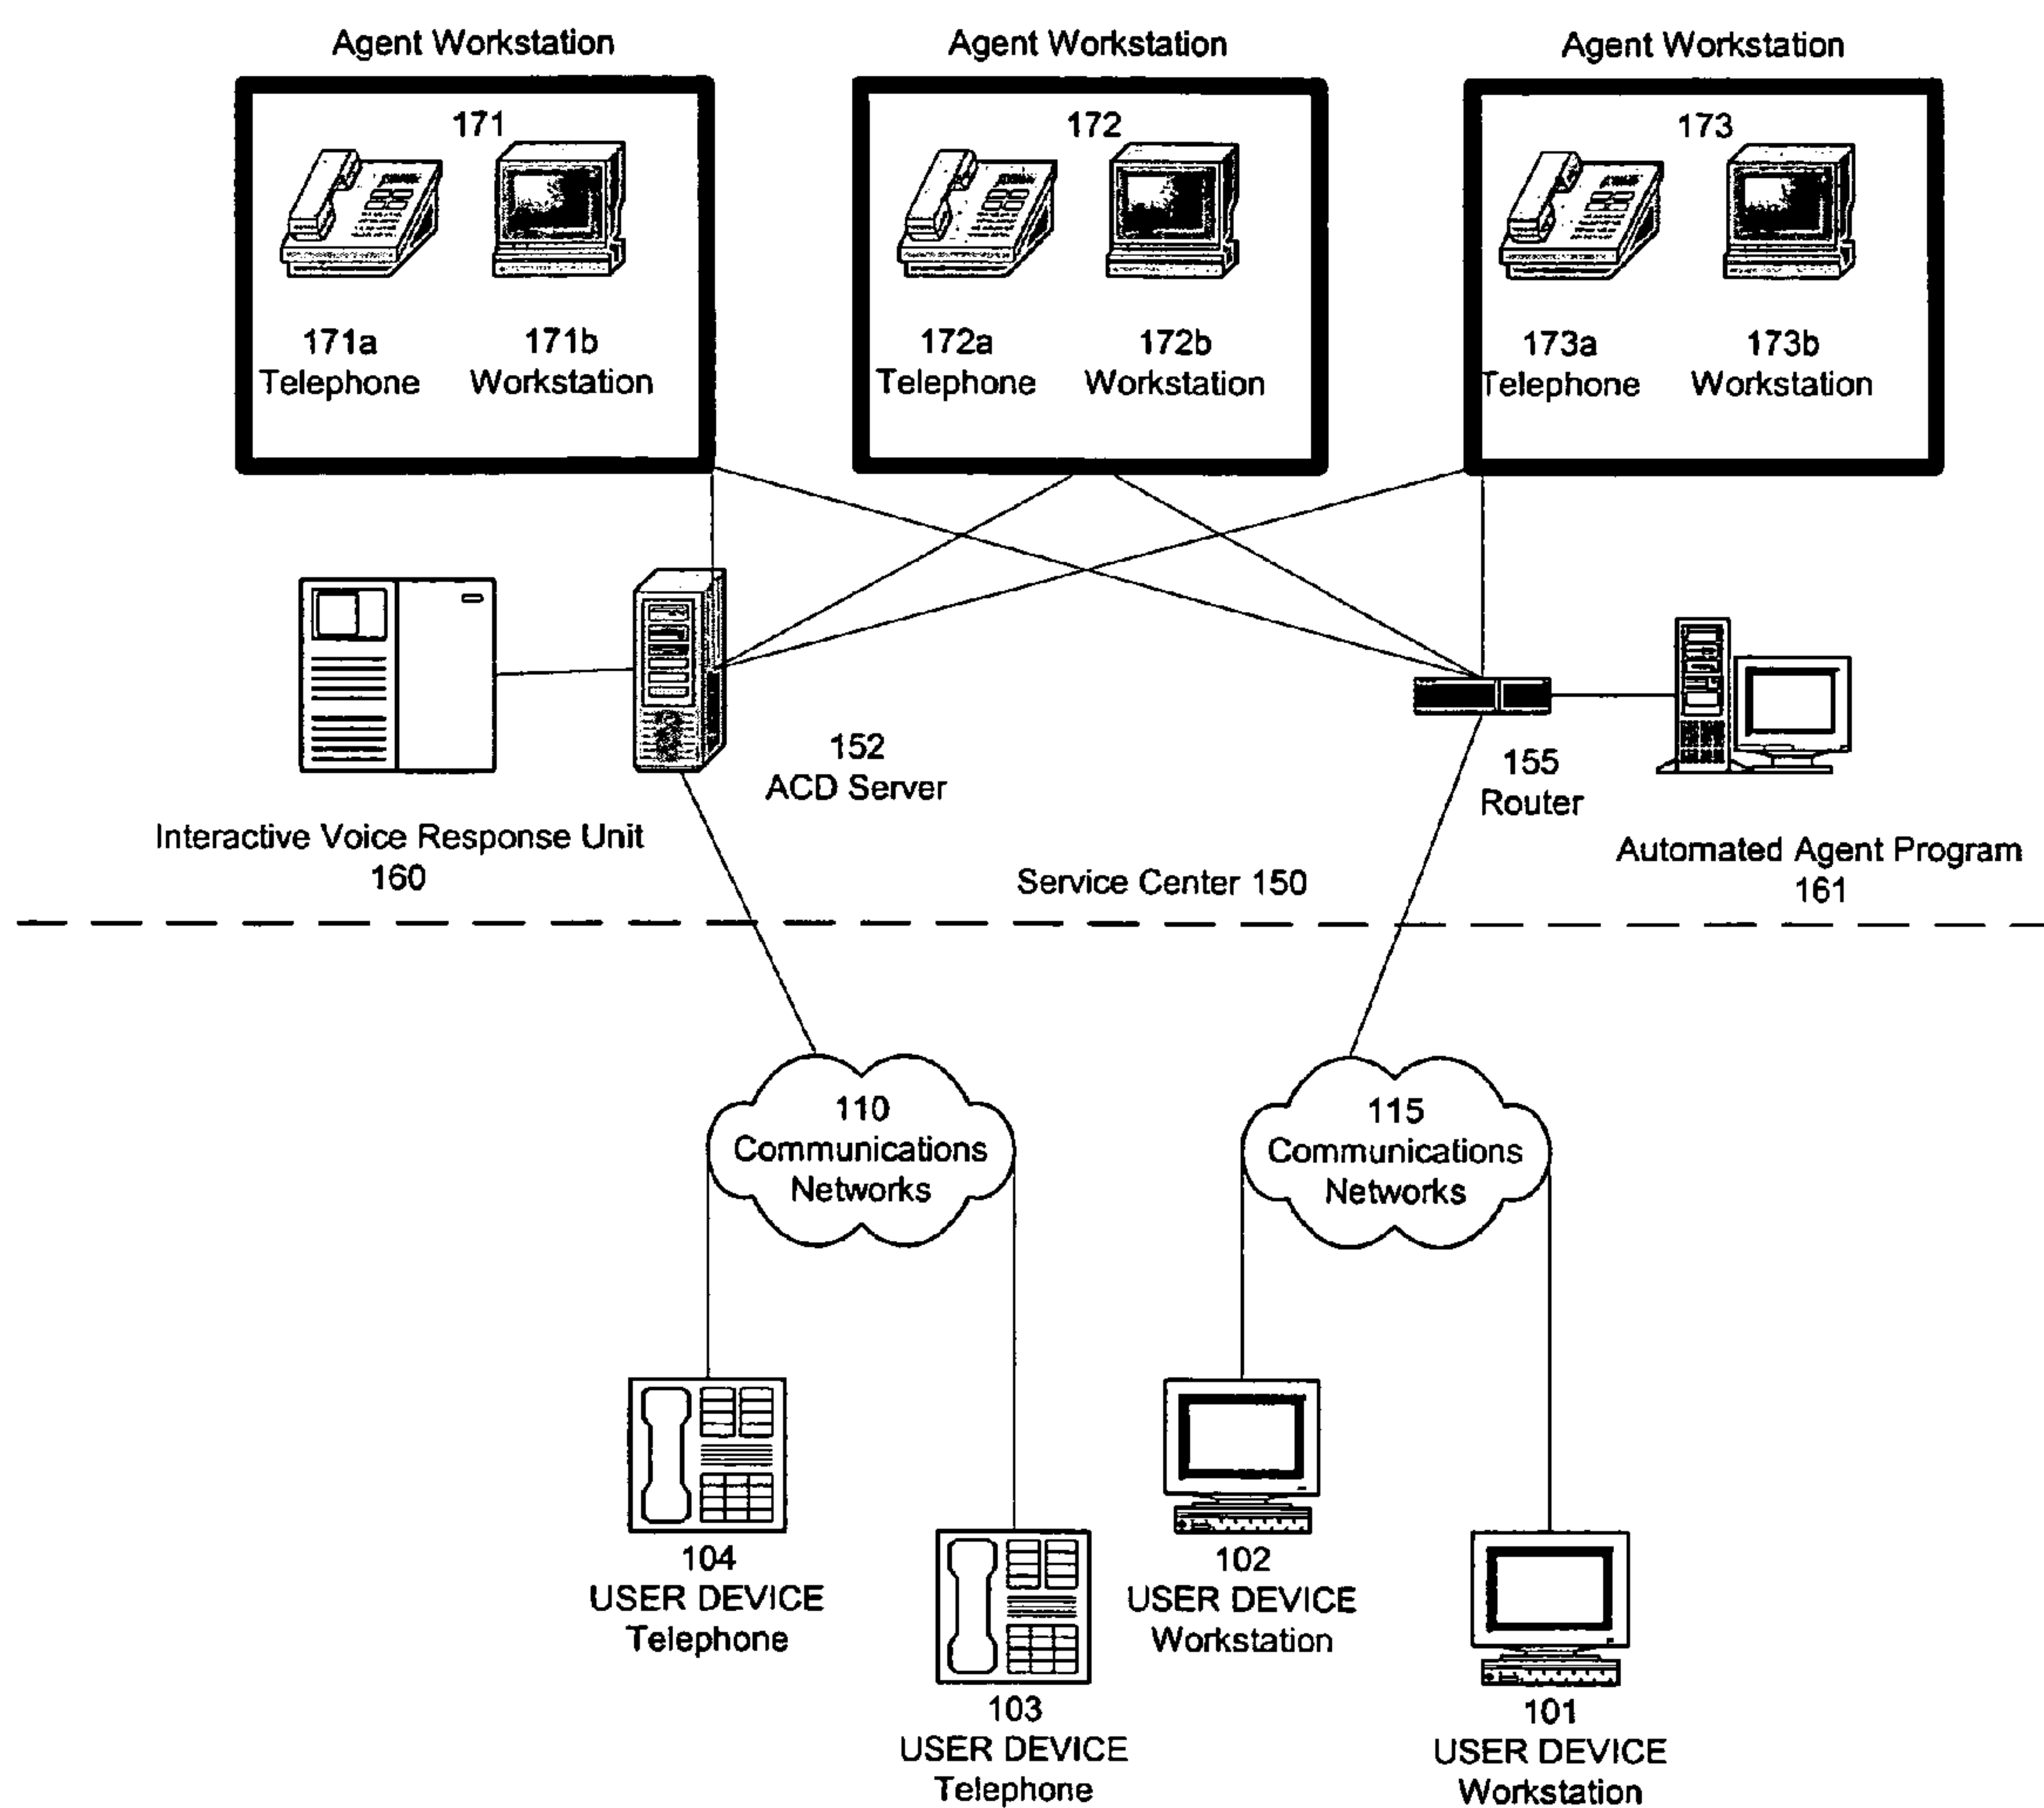 Agent Workstation
Agent Workstation
Agent Workstation
171
172
173
171a
Telephone
171b
Workstation
172a
Telephone
172b
Workstation
173a
Telephone
173b
Workstation
152
ACD Server
155
Router
Interactive Voice Response Unit
160
Automated Agent Program
161
Service Center 150
110
Communications
Networks
115
Communications
Networks
104
USER DEVICE
Telephone
102
USER DEVICE
Workstation
103
USER DEVICE
Telephone
101
USER DEVICE
Workstation